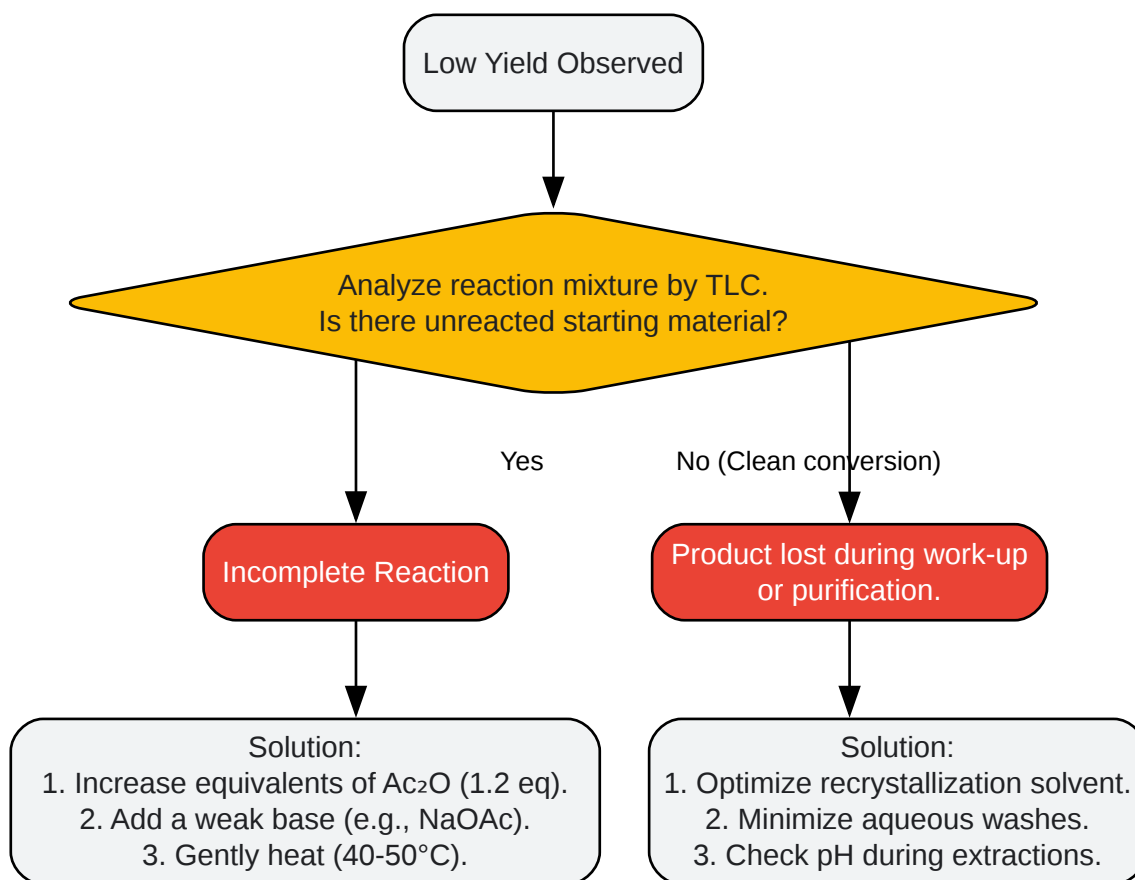 Low Yield Observed
Analyze reaction mixture by TLC.
Is there unreacted starting material?
Yes
No (Clean conversion)
Incomplete Reaction
Product lost during work-up
or purification.
Solution:
1. Increase equivalents of Ac₂O (1.2 eq).
2. Add a weak base (e.g., NaOAc).
3. Gently heat (40-50°C).
Solution:
1. Optimize recrystallization solvent.
2. Minimize aqueous washes.
3. Check pH during extractions.